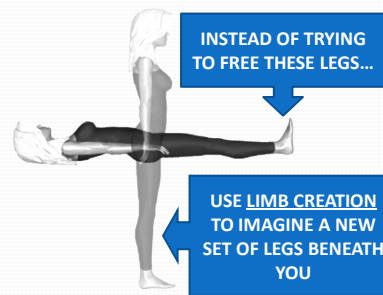 INSTEAD OF TRYING
TO FREE THESE LEGS…
USE LIMB CREATION
TO IMAGINE A NEW
SET OF LEGS BENEATH
YOU